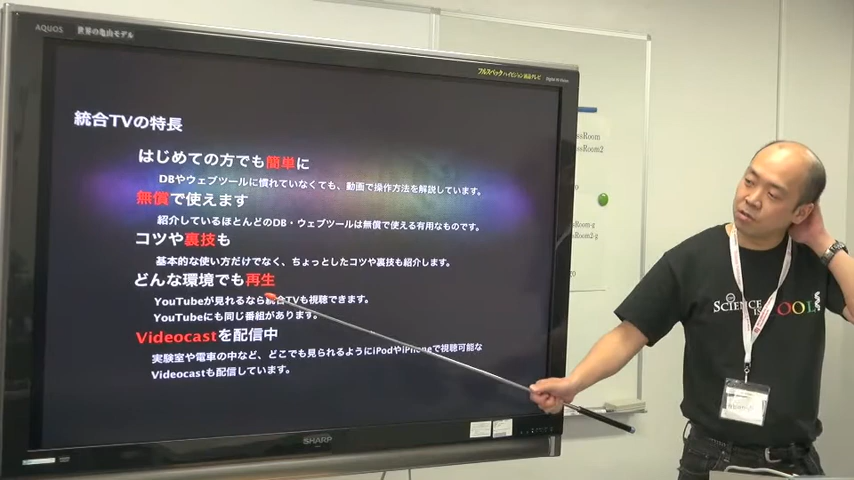 AQUOS 世界の亀山モデル
フルスペックハイビジョン液晶テレビ
統合TVの特長
はじめての方でも簡単に
DBやウェブツールに慣れていなくても、動画で操作方法を解説しています。
無償で使えます
紹介しているほとんどのDB・ウェブツールは無償で使える有用なものです。
コツや裏技も
基本的な使い方だけでなく、ちょっとしたコツや裏技も紹介します。
どんな環境でも再生
YouTubeが見れるなら統合TVも視聴できます。
YouTubeにも同じ番組があります。
Videocastを配信中
実験室や電車の中など、どこでも見られるようにiPodやiPhoneで視聴可能な
Videocastも配信しています。
SHARP
ssRoom
ssRoom2
Room-g
Room2-g
SCIENCE
IS
COOL